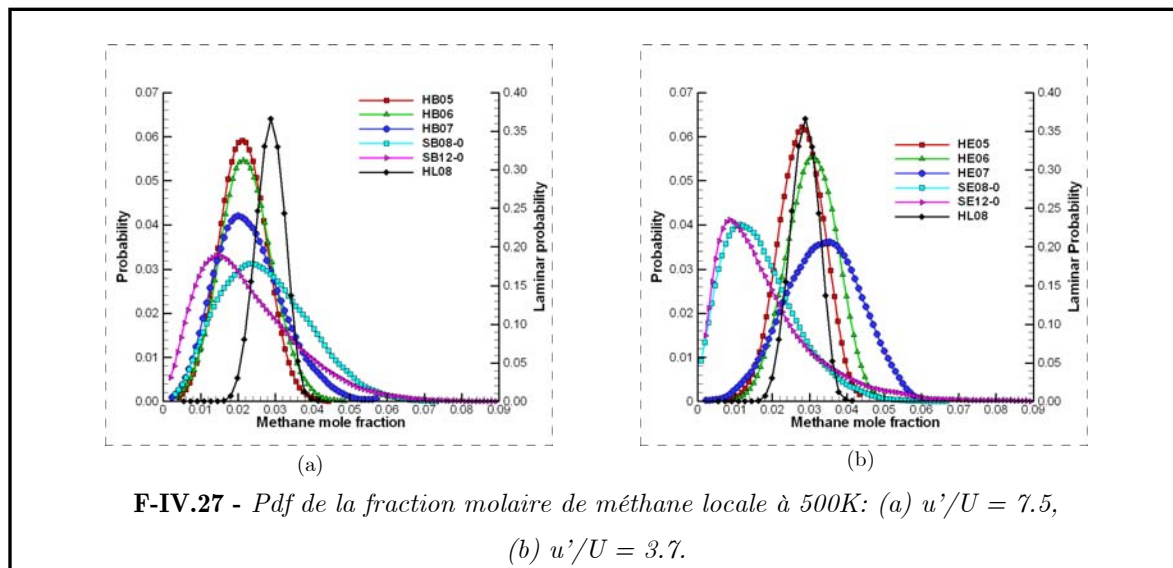 0.07
0.06
0.05
0.04
0.03
0.02
0.01
0.00
Probability
0 0.01 0.02 0.03 0.04 0.05 0.06 0.07 0.08 0.09
Methane mole fraction
0.40
0.35
0.30
0.25
0.20
0.15
0.10
0.05
0.00
Laminar probability
HB05
HB06
HB07
SB08-0
SB12-0
HL08
(a)
0.07
0.06
0.05
0.04
0.03
0.02
0.01
0.00
Probability
0 0.01 0.02 0.03 0.04 0.05 0.06 0.07 0.08 0.09
Methane mole fraction
0.40
0.35
0.30
0.25
0.20
0.15
0.10
0.05
0.00
Laminar Probability
HE05
HE06
HE07
SE08-0
SE12-0
HL08
(b)
F-IV.27 - Pdf de la fraction molaire de méthane locale à 500K: (a) u'/U = 7.5,
(b) u'/U = 3.7.